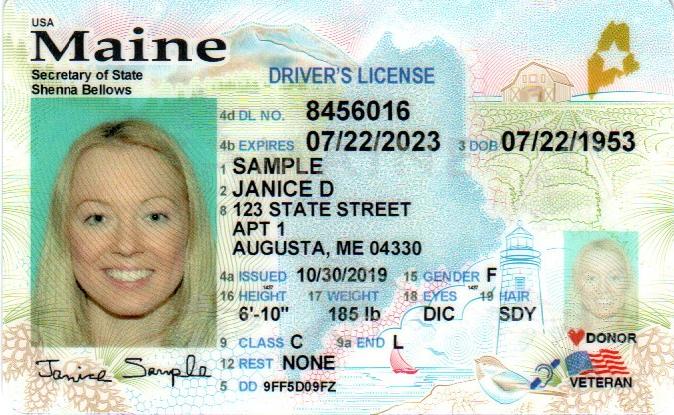 USA
Maine
Secretary of State
Shenna Bellows
DRIVER'S LICENSE
4d DL NO. 8456016
4b EXPIRES 07/22/2023 3 DOB 07/22/1953
1 SAMPLE
2 JANICE D
8 123 STATE STREET
APT 1
AUGUSTA, ME 04330
4a ISSUED 10/30/2019 15 GENDER F
16 HEIGHT 17 WEIGHT 18 EYES 19 HAIR
6'-10" 185 lb DIC SDY
9 CLASS C 9a END L
DONOR
12 REST NONE
Janice Sample
VETERAN
5 DD 9FF5D09FZ